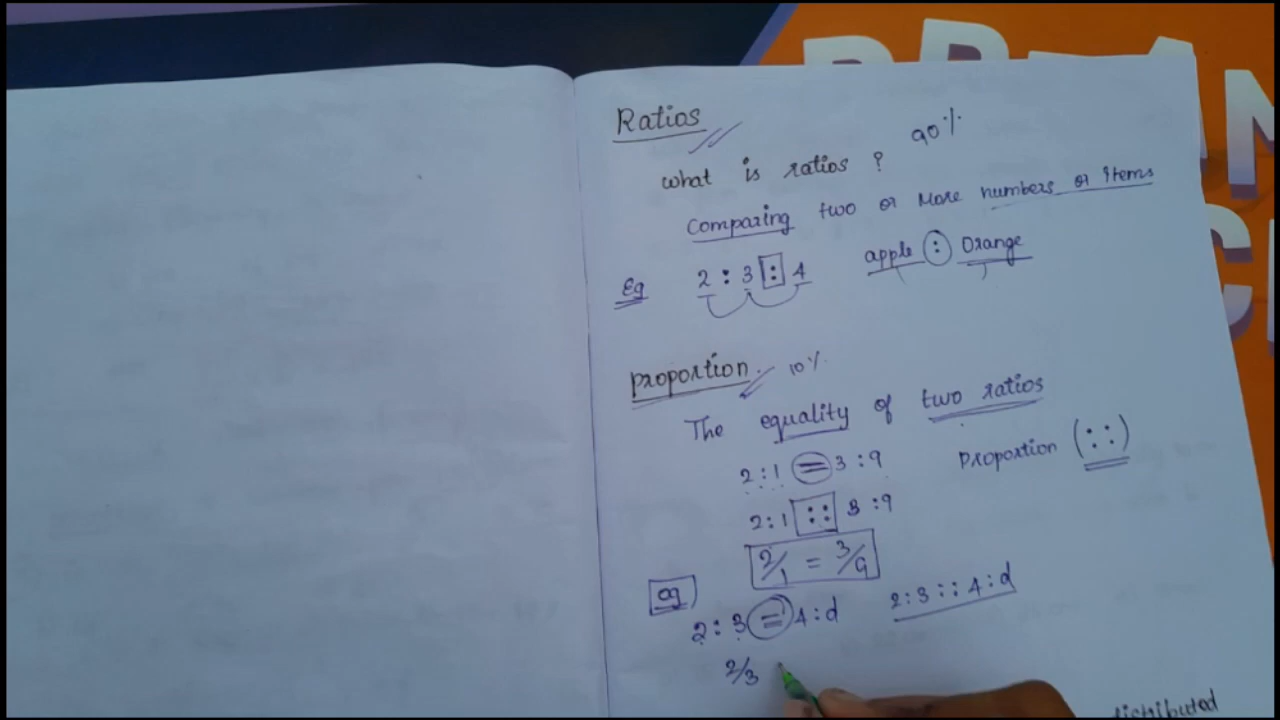 Ratios
what is ratios ? 90%
Comparing two or More numbers or items
Eg 2 : 3 : 4 apple : Orange
proportion. 10%
The equality of two ratios
2:1 = 3:9 Proportion (::)
2:1 :: 3:9
2/1 = 3/9
2:3 = 4:d 2:3::4:d
2/3
distributed